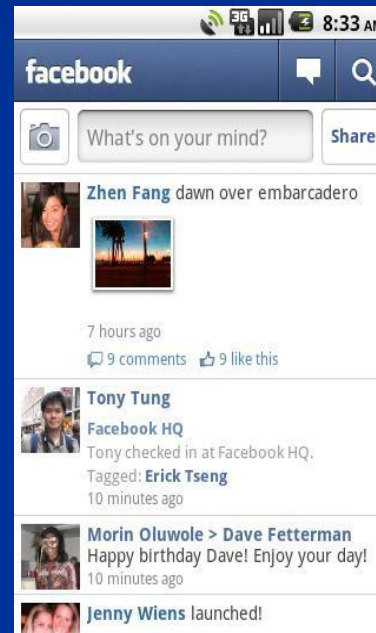 3G 8:33 AM
facebook
What's on your mind?
Share
Zhen Fang dawn over embarcadero
7 hours ago
9 comments 9 like this
Tony Tung
Facebook HQ
Tony checked in at Facebook HQ.
Tagged: Erick Tseng
10 minutes ago
Morin Oluwole > Dave Fetterman
Happy birthday Dave! Enjoy your day!
10 minutes ago
Jenny Wiens launched!